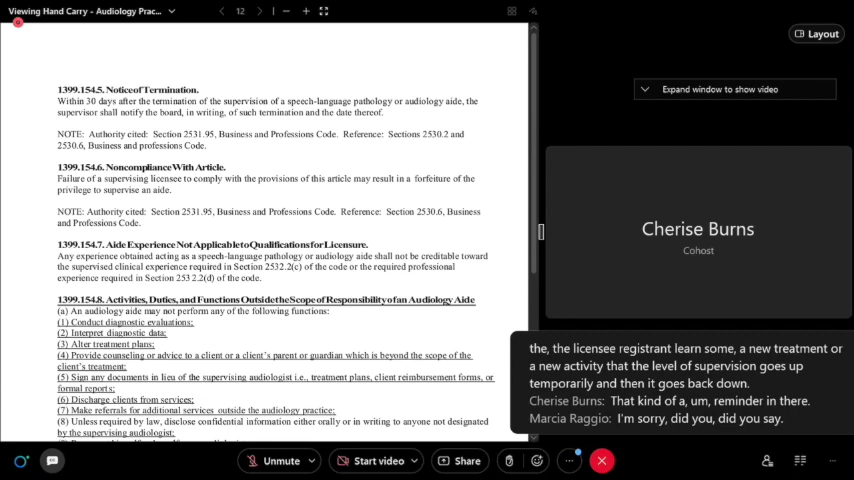 Viewing Hand Carry - Audiology Prac...
12
Layout
Expand window to show video
1399.154.5. Notice of Termination.
Within 30 days after the termination of the supervision of a speech-language pathology or audiology aide, the
supervisor shall notify the board, in writing, of such termination and the date thereof.
NOTE: Authority cited: Section 2531.95, Business and Professions Code. Reference: Sections 2530.2 and
2530.6, Business and professions Code.
1399.154.6. Noncompliance With Article.
Failure of a supervising licensee to comply with the provisions of this article may result in a forfeiture of the
privilege to supervise an aide.
NOTE: Authority cited: Section 2531.95, Business and Professions Code. Reference: Section 2530.6, Business
and Professions Code.
1399.154.7. Aide Experience Not Applicable to Qualifications for Licensure.
Any experience obtained acting as a speech-language pathology or audiology aide shall not be creditable toward
the supervised clinical experience required in Section 2532.2(c) of the code or the required professional
experience required in Section 2532.2(d) of the code.
1399.154.8. Activities, Duties, and Functions Outside the Scope of Responsibility of an Audiology Aide
(a) An audiology aide may not perform any of the following functions:
(1) Conduct diagnostic evaluations;
(2) Interpret diagnostic data;
(3) Alter treatment plans;
(4) Provide counseling or advice to a client or a client's parent or guardian which is beyond the scope of the
client's treatment;
(5) Sign any documents in lieu of the supervising audiologist i.e., treatment plans, client reimbursement forms, or
formal reports;
(6) Discharge clients from services;
(7) Make referrals for additional services outside the audiology practice;
(8) Unless required by law, disclose confidential information either orally or in writing to anyone not designated
by the supervising audiologist;
Cherise Burns
Cohost
the, the licensee registrant learn some, a new treatment or
a new activity that the level of supervision goes up
temporarily and then it goes back down.
Cherise Burns: That kind of a, um, reminder in there.
Marcia Raggio: I'm sorry, did you, did you say.
Unmute
Start video
Share